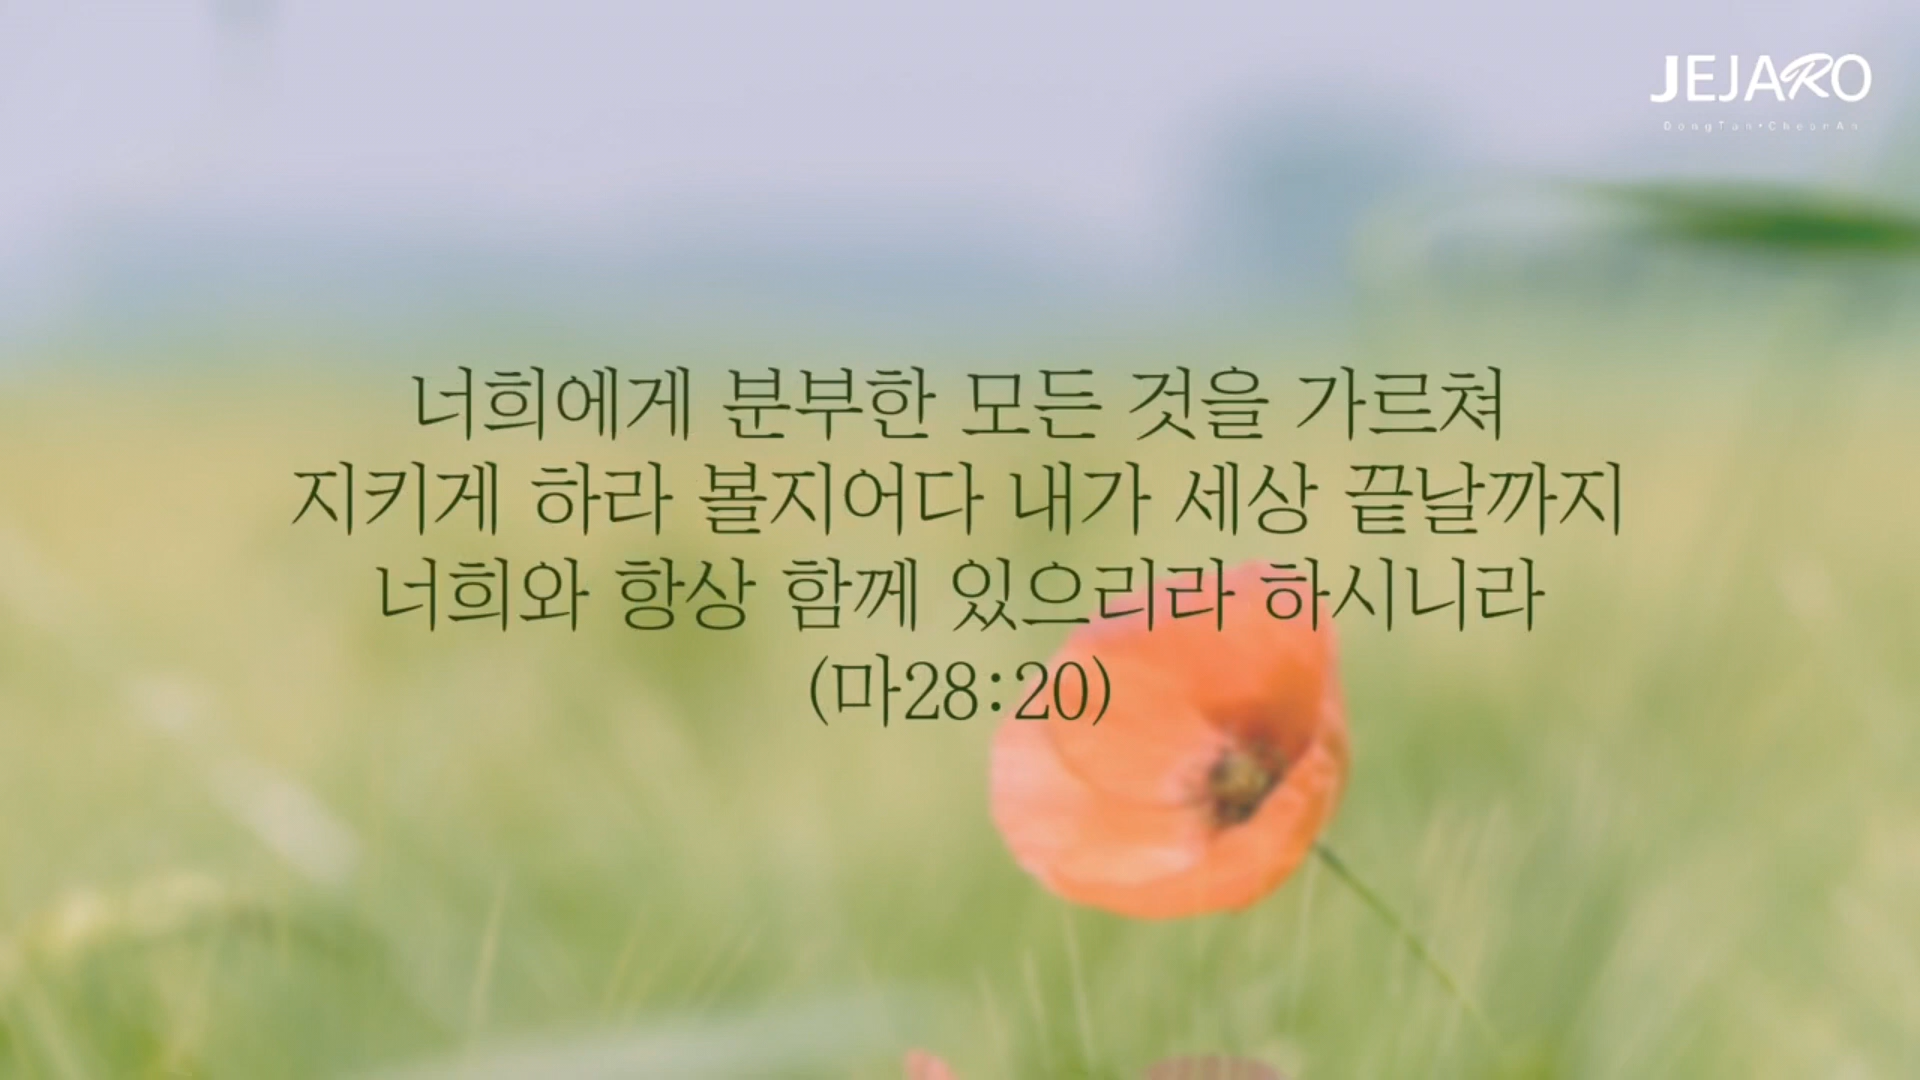 JEJARO
DongTan•CheonAn
너희에게 분부한 모든 것을 가르쳐
지키게 하라 볼지어다 내가 세상 끝날까지
너희와 항상 함께 있으리라 하시니라
(마28:20)